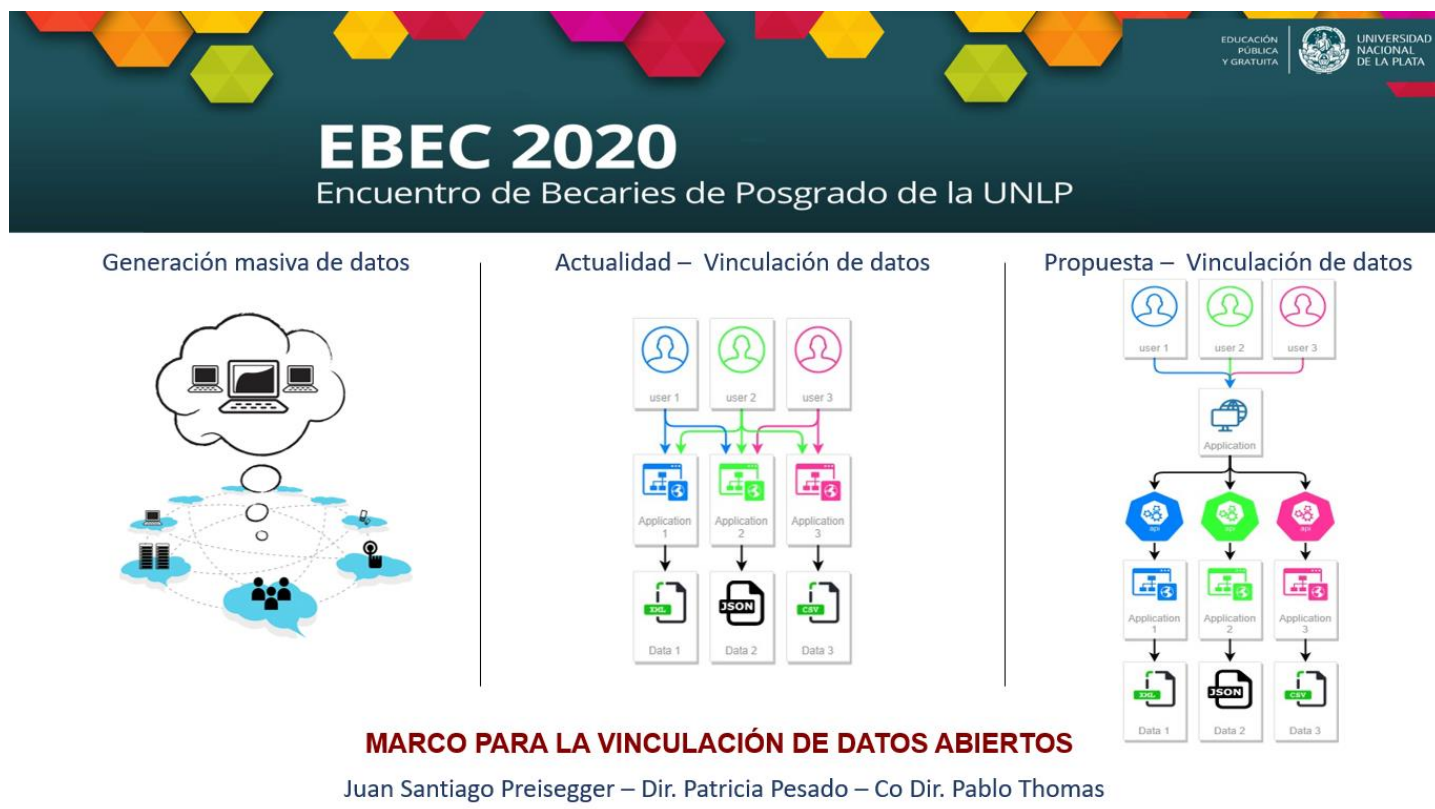 EDUCACIÓN
PÚBLICA
Y GRATUITA
UNIVERSIDAD
NACIONAL
DE LA PLATA
EBEC 2020
Encuentro de Becaries de Posgrado de la UNLP
Generación masiva de datos
Actualidad – Vinculación de datos
user 1
user 2
user 3
Application
1
Application
2
Application
3
XML
JSON
CSV
Data 1
Data 2
Data 3
Propuesta – Vinculación de datos
user 1
user 2
user 3
Application
api
api
api
Application
1
Application
2
Application
3
XML
JSON
CSV
Data 1
Data 2
Data 3
MARCO PARA LA VINCULACIÓN DE DATOS ABIERTOS
Juan Santiago Preisegger – Dir. Patricia Pesado – Co Dir. Pablo Thomas